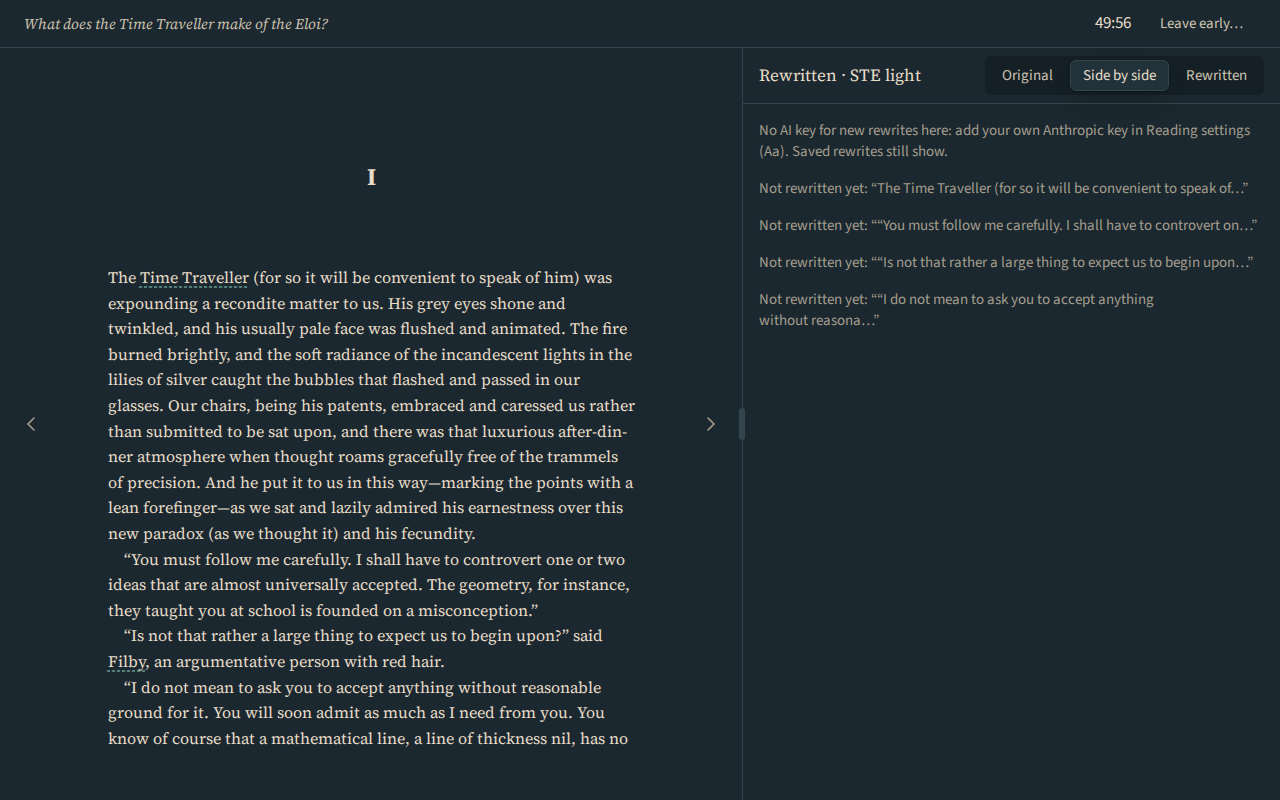 What does the Time Traveller make of the Eloi?
49:56
Leave early…
I
The Time Traveller (for so it will be convenient to speak of him) was
expounding a recondite matter to us. His grey eyes shone and
twinkled, and his usually pale face was flushed and animated. The fire
burned brightly, and the soft radiance of the incandescent lights in the
lilies of silver caught the bubbles that flashed and passed in our
glasses. Our chairs, being his patents, embraced and caressed us rather
than submitted to be sat upon, and there was that luxurious after-din-
ner atmosphere when thought roams gracefully free of the trammels
of precision. And he put it to us in this way—marking the points with a
lean forefinger—as we sat and lazily admired his earnestness over this
new paradox (as we thought it) and his fecundity.
“You must follow me carefully. I shall have to controvert one or two
ideas that are almost universally accepted. The geometry, for instance,
they taught you at school is founded on a misconception.”
“Is not that rather a large thing to expect us to begin upon?” said
Filby, an argumentative person with red hair.
“I do not mean to ask you to accept anything without reasonable
ground for it. You will soon admit as much as I need from you. You
know of course that a mathematical line, a line of thickness nil, has no
Rewritten · STE light
Original
Side by side
Rewritten
No AI key for new rewrites here: add your own Anthropic key in Reading settings
(Aa). Saved rewrites still show.
Not rewritten yet: “The Time Traveller (for so it will be convenient to speak of…”
Not rewritten yet: ““You must follow me carefully. I shall have to controvert on…”
Not rewritten yet: ““Is not that rather a large thing to expect us to begin upon…”
Not rewritten yet: ““I do not mean to ask you to accept anything
without reasona…”